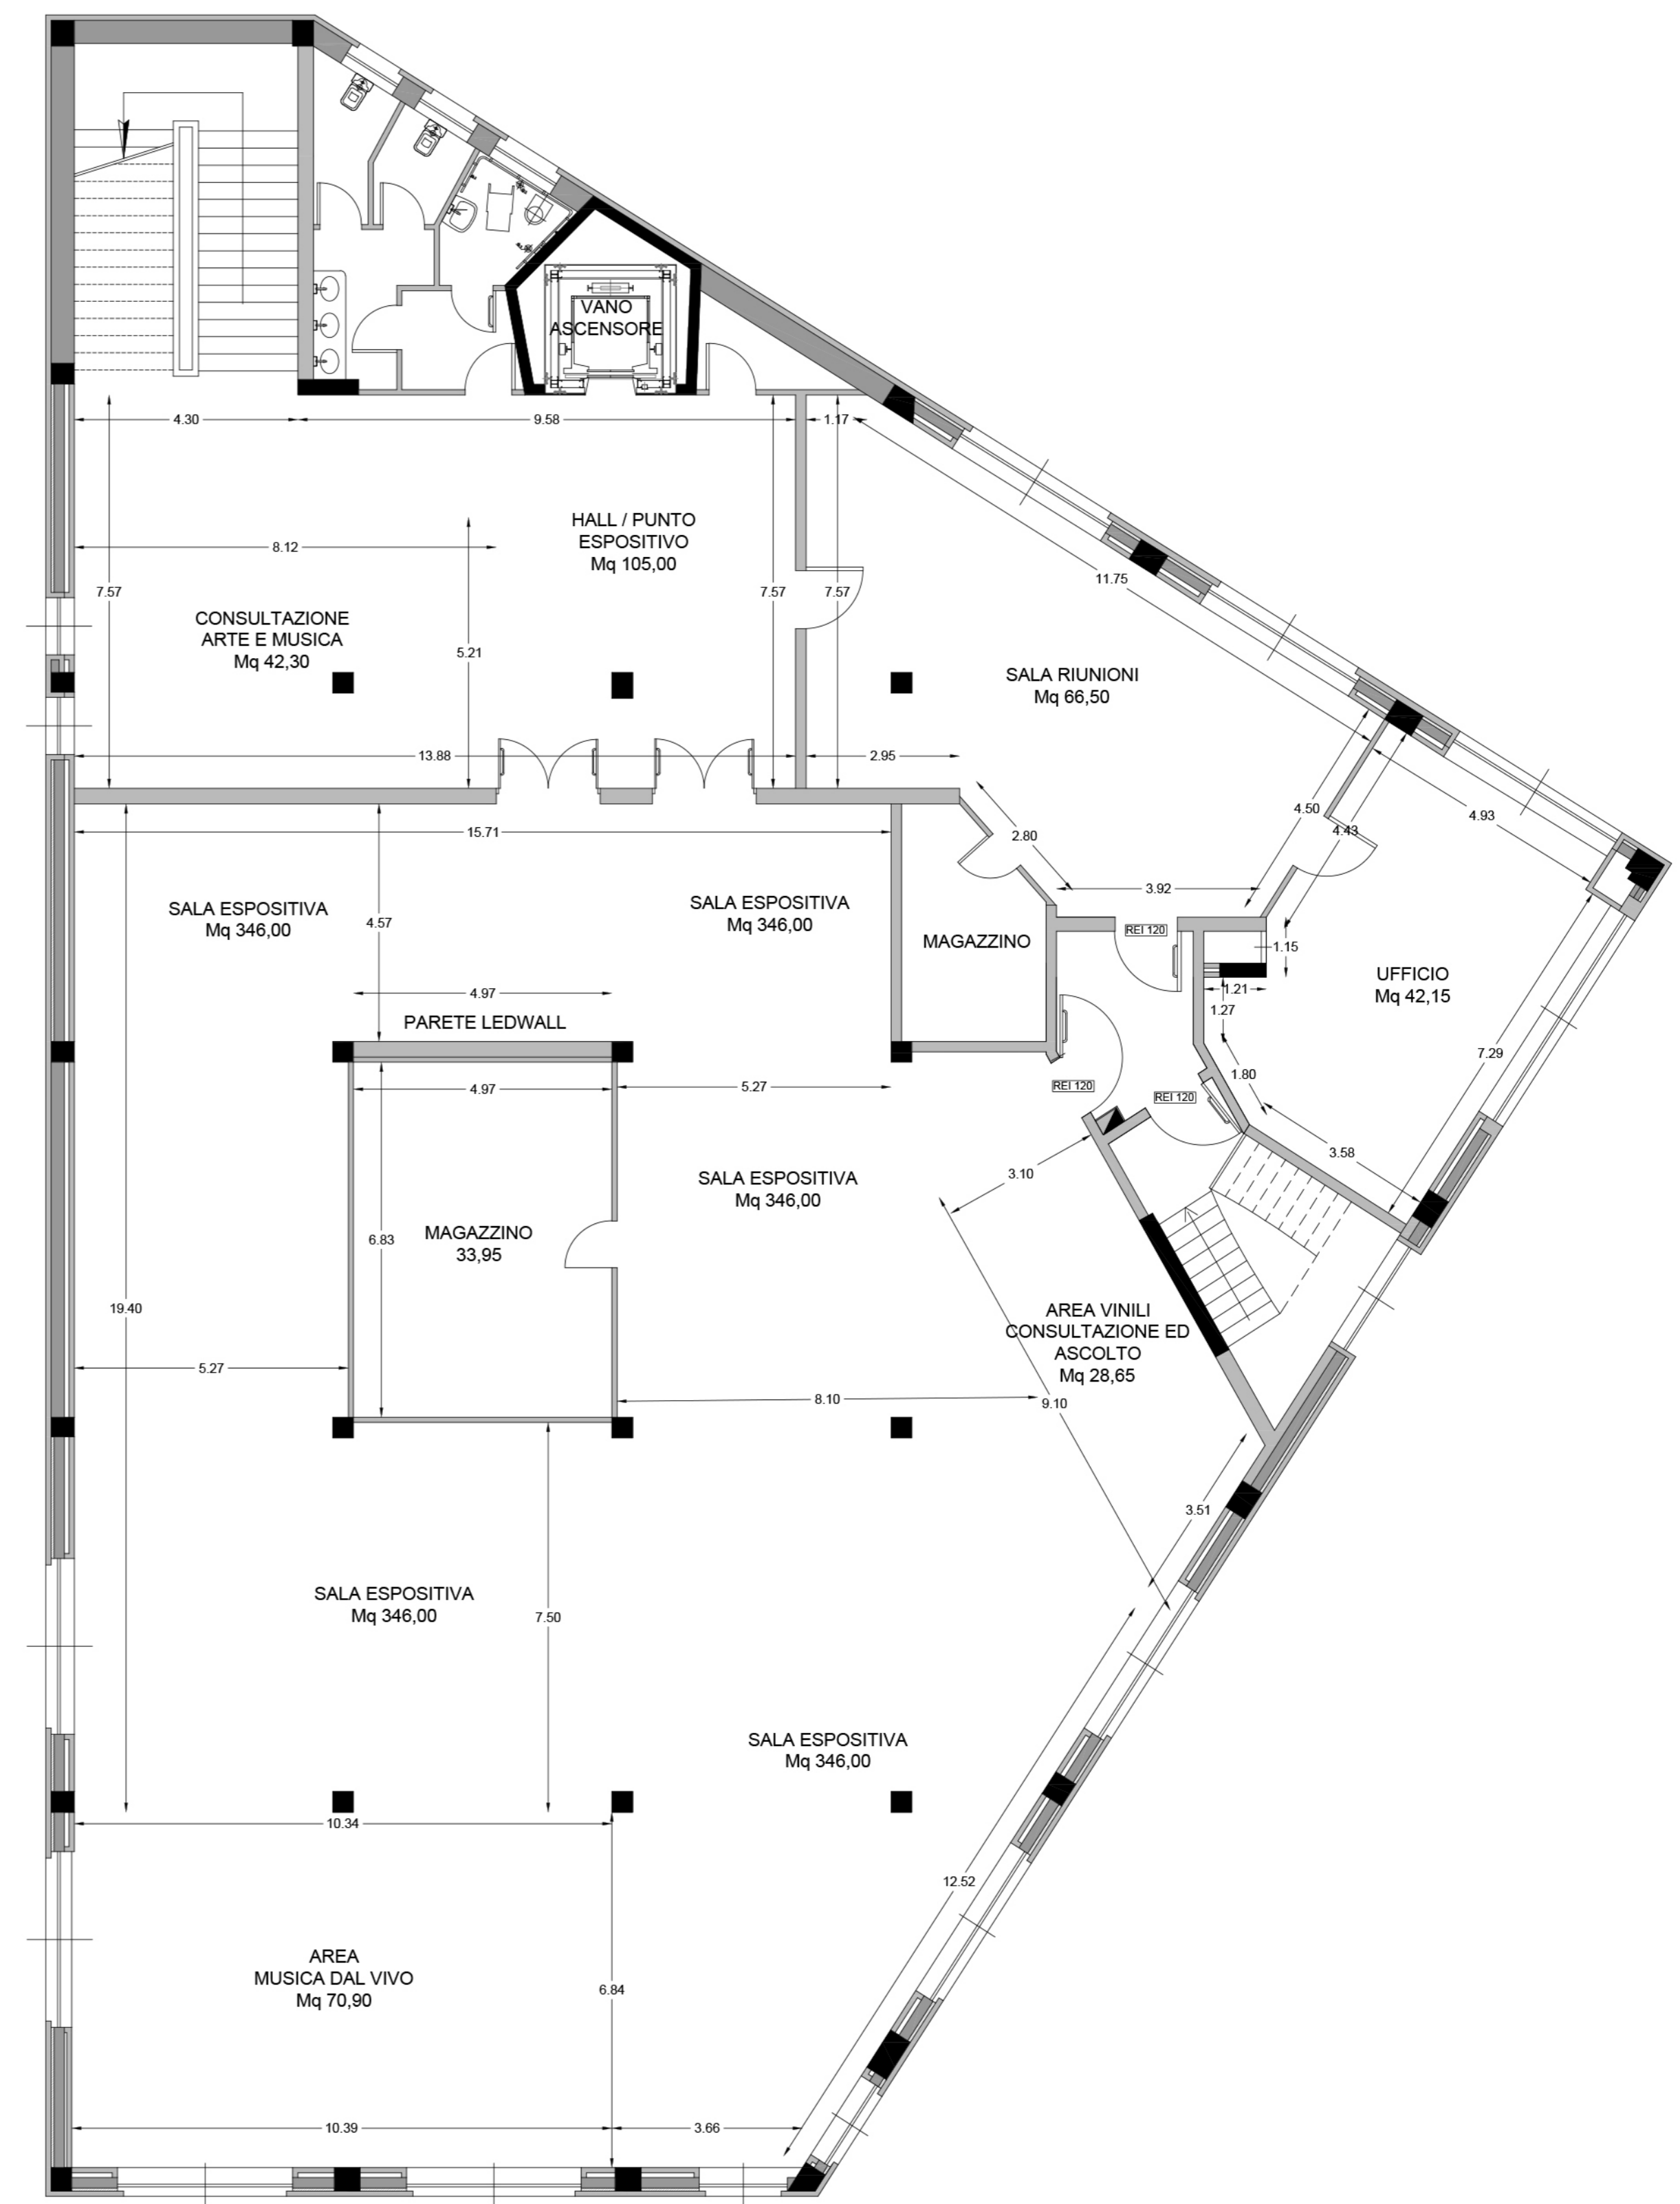 VANO
ASCENSORE
4.30
9.58
1.17
HALL / PUNTO
ESPOSITIVO
Mq 105,00
8.12
11.75
7.57
7.57
7.57
CONSULTAZIONE
ARTE E MUSICA
Mq 42,30
5.21
SALA RIUNIONI
Mq 66,50
13.88
2.95
4.50
4.43
4.93
15.71
2.80
3.92
SALA ESPOSITIVA
Mq 346,00
4.57
SALA ESPOSITIVA
Mq 346,00
MAGAZZINO
REI 120
1.15
UFFICIO
Mq 42,15
4.97
1.21
1.27
PARETE LEDWALL
7.29
4.97
5.27
REI 120
REI 120
1.80
3.58
3.10
SALA ESPOSITIVA
Mq 346,00
MAGAZZINO
33,95
6.83
19.40
AREA VINILI
CONSULTAZIONE ED
ASCOLTO
Mq 28,65
5.27
8.10
9.10
3.51
SALA ESPOSITIVA
Mq 346,00
7.50
SALA ESPOSITIVA
Mq 346,00
10.34
12.52
AREA
MUSICA DAL VIVO
Mq 70,90
6.84
10.39
3.66